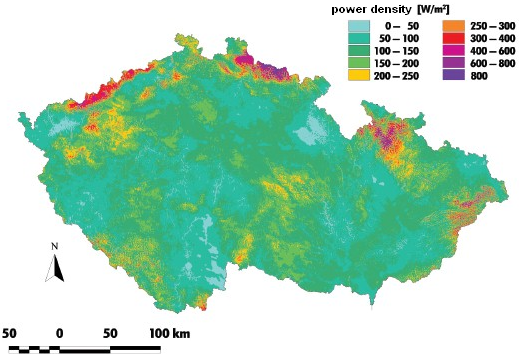 power density [W/m²]
0 – 50
50 – 100
100 – 150
150 – 200
200 – 250
250 – 300
300 – 400
400 – 600
600 – 800
800
N
50 0 50 100 km